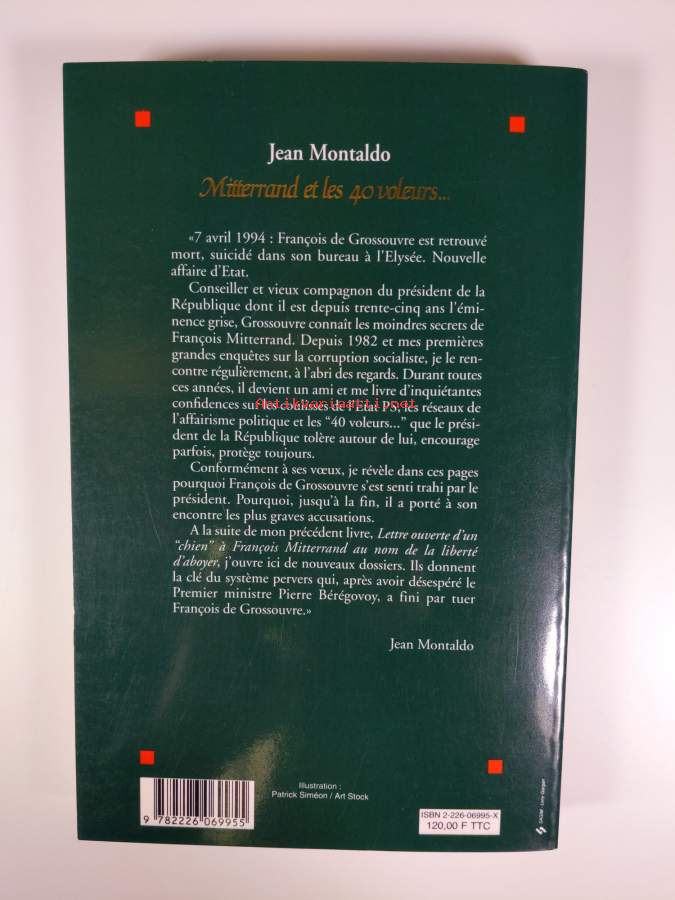 Jean Montaldo
Mitterrand et les 40 voleurs...
«7 avril 1994 : François de Grossouvre est retrouvé
mort, suicidé dans son bureau à l'Elysée. Nouvelle
affaire d'Etat.
Conseiller et vieux compagnon du président de la
République dont il est depuis trente-cinq ans l'émi-
nence grise, Grossouvre connaît les moindres secrets de
François Mitterrand. Depuis 1982 et mes premières
grandes enquêtes sur la corruption socialiste, je le ren-
contre régulièrement, à l'abri des regards. Durant toutes
ces années, il devient un ami et me livre d'inquiétantes
confidences sur les coulisses de l'Etat PS, les réseaux de
l'affairisme politique et les "40 voleurs..." que le prési-
dent de la République tolère autour de lui, encourage
parfois, protège toujours.
Conformément à ses vœux, je révèle dans ces pages
pourquoi François de Grossouvre s'est senti trahi par le
président. Pourquoi, jusqu'à la fin, il a porté à son
encontre les plus graves accusations.
A la suite de mon précédent livre, Lettre ouverte d'un
"chien" à François Mitterrand au nom de la liberté
d'aboyer, j'ouvre ici de nouveaux dossiers. Ils donnent
la clé du système pervers qui, après avoir désespéré le
Premier ministre Pierre Bérégovoy, a fini par tuer
François de Grossouvre.»
Jean Montaldo
Illustration :
Patrick Siméon / Art Stock
9 782226 069955
ISBN 2-226-06995-X
120,00 F TTC